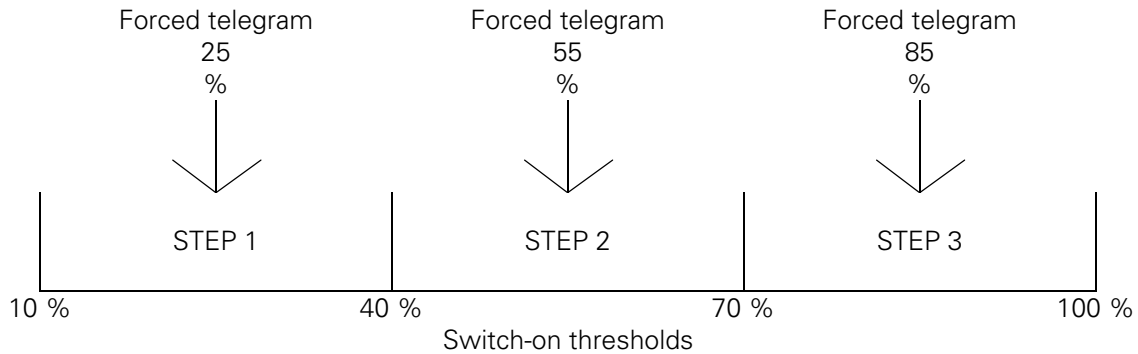 Forced telegram Forced telegram Forced telegram
25 55 85
% % %
STEP 1 STEP 2 STEP 3
10 % 40 % 70 % 100 %
Switch-on thresholds